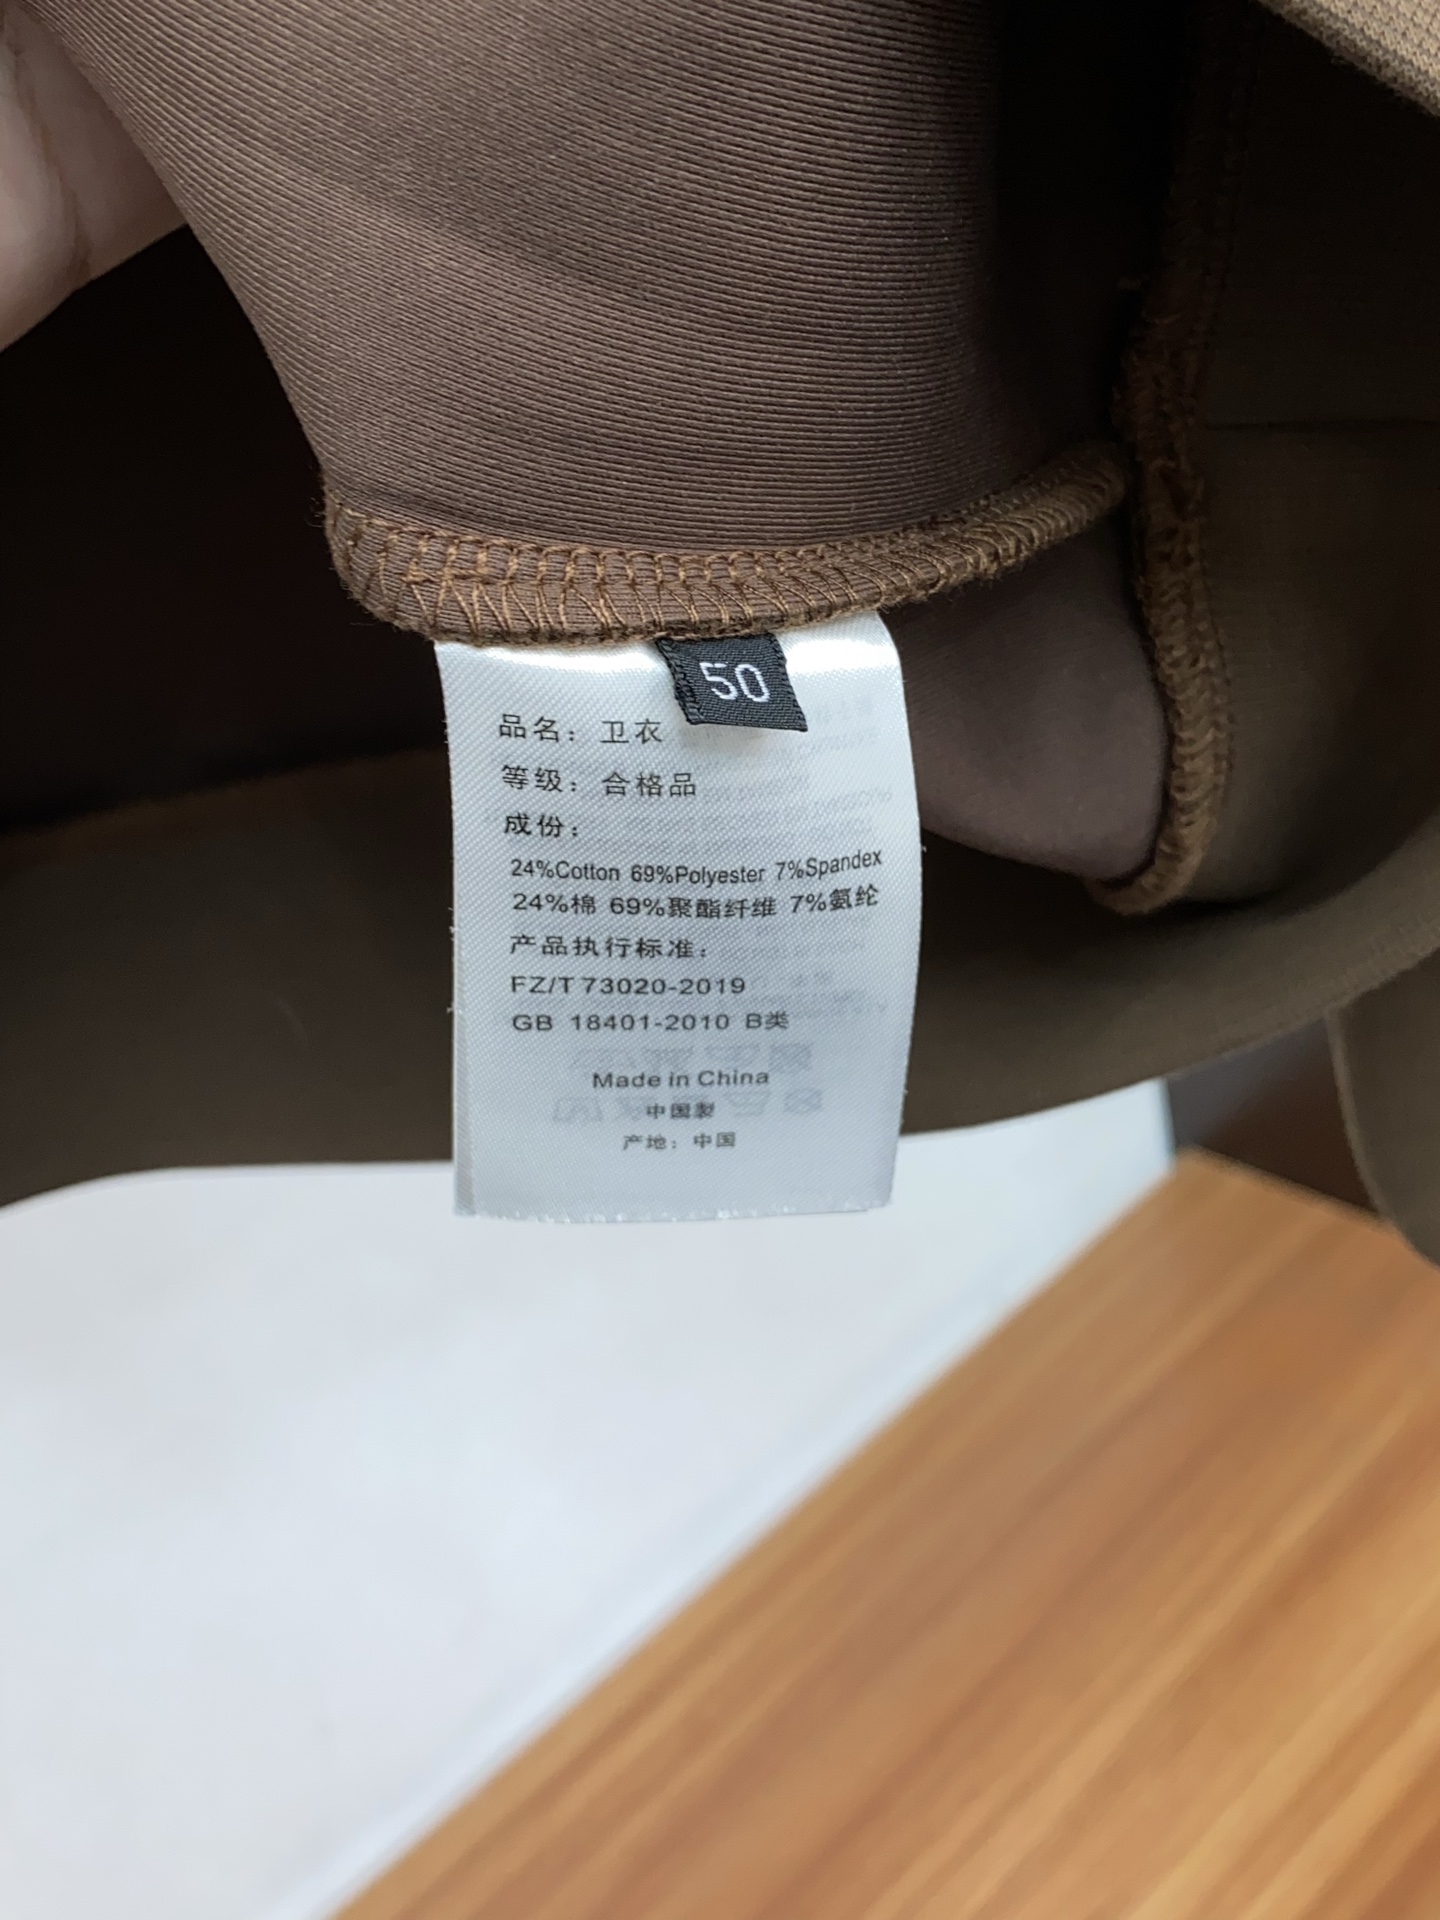 50
品名：卫衣
等级：合格品
成份：
24%Cotton 69%Polyester 7%Spandex
24%棉 69%聚酯纤维 7%氨纶
产品执行标准：
FZ/T 73020-2019
GB 18401-2010 B类
Made in China
中国製
产地：中国